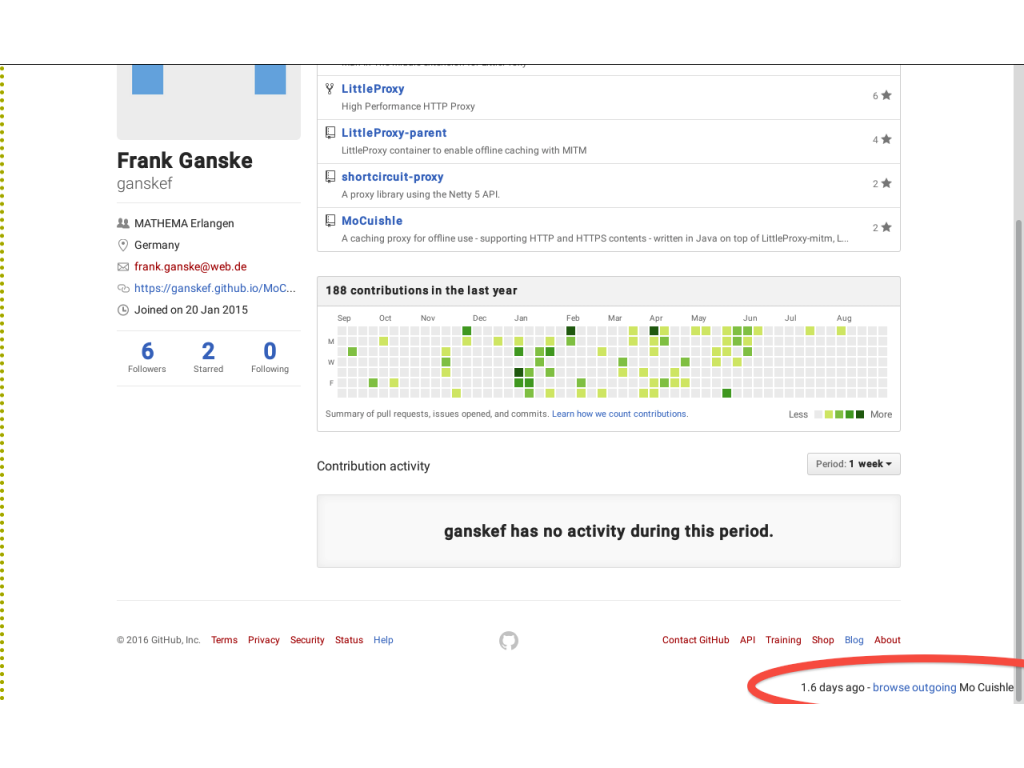 LittleProxy
6
High Performance HTTP Proxy
LittleProxy-parent
4
LittleProxy container to enable offline caching with MITM
shortcircuit-proxy
2
A proxy library using the Netty 5 API.
MoCuishle
2
A caching proxy for offline use - supporting HTTP and HTTPS contents - written in Java on top of LittleProxy-mitm, L...
Frank Ganske
ganskef
MATHEMA Erlangen
Germany
frank.ganske@web.de
https://ganskef.github.io/MoC...
Joined on 20 Jan 2015
6 2 0
Followers Starred Following
188 contributions in the last year
Sep Oct Nov Dec Jan Feb Mar Apr May Jun Jul Aug
M
W
F
Summary of pull requests, issues opened, and commits. Learn how we count contributions. Less More
Contribution activity
Period: 1 week
ganskef has no activity during this period.
© 2016 GitHub, Inc. Terms Privacy Security Status Help Contact GitHub API Training Shop Blog About
1.6 days ago - browse outgoing Mo Cuishle